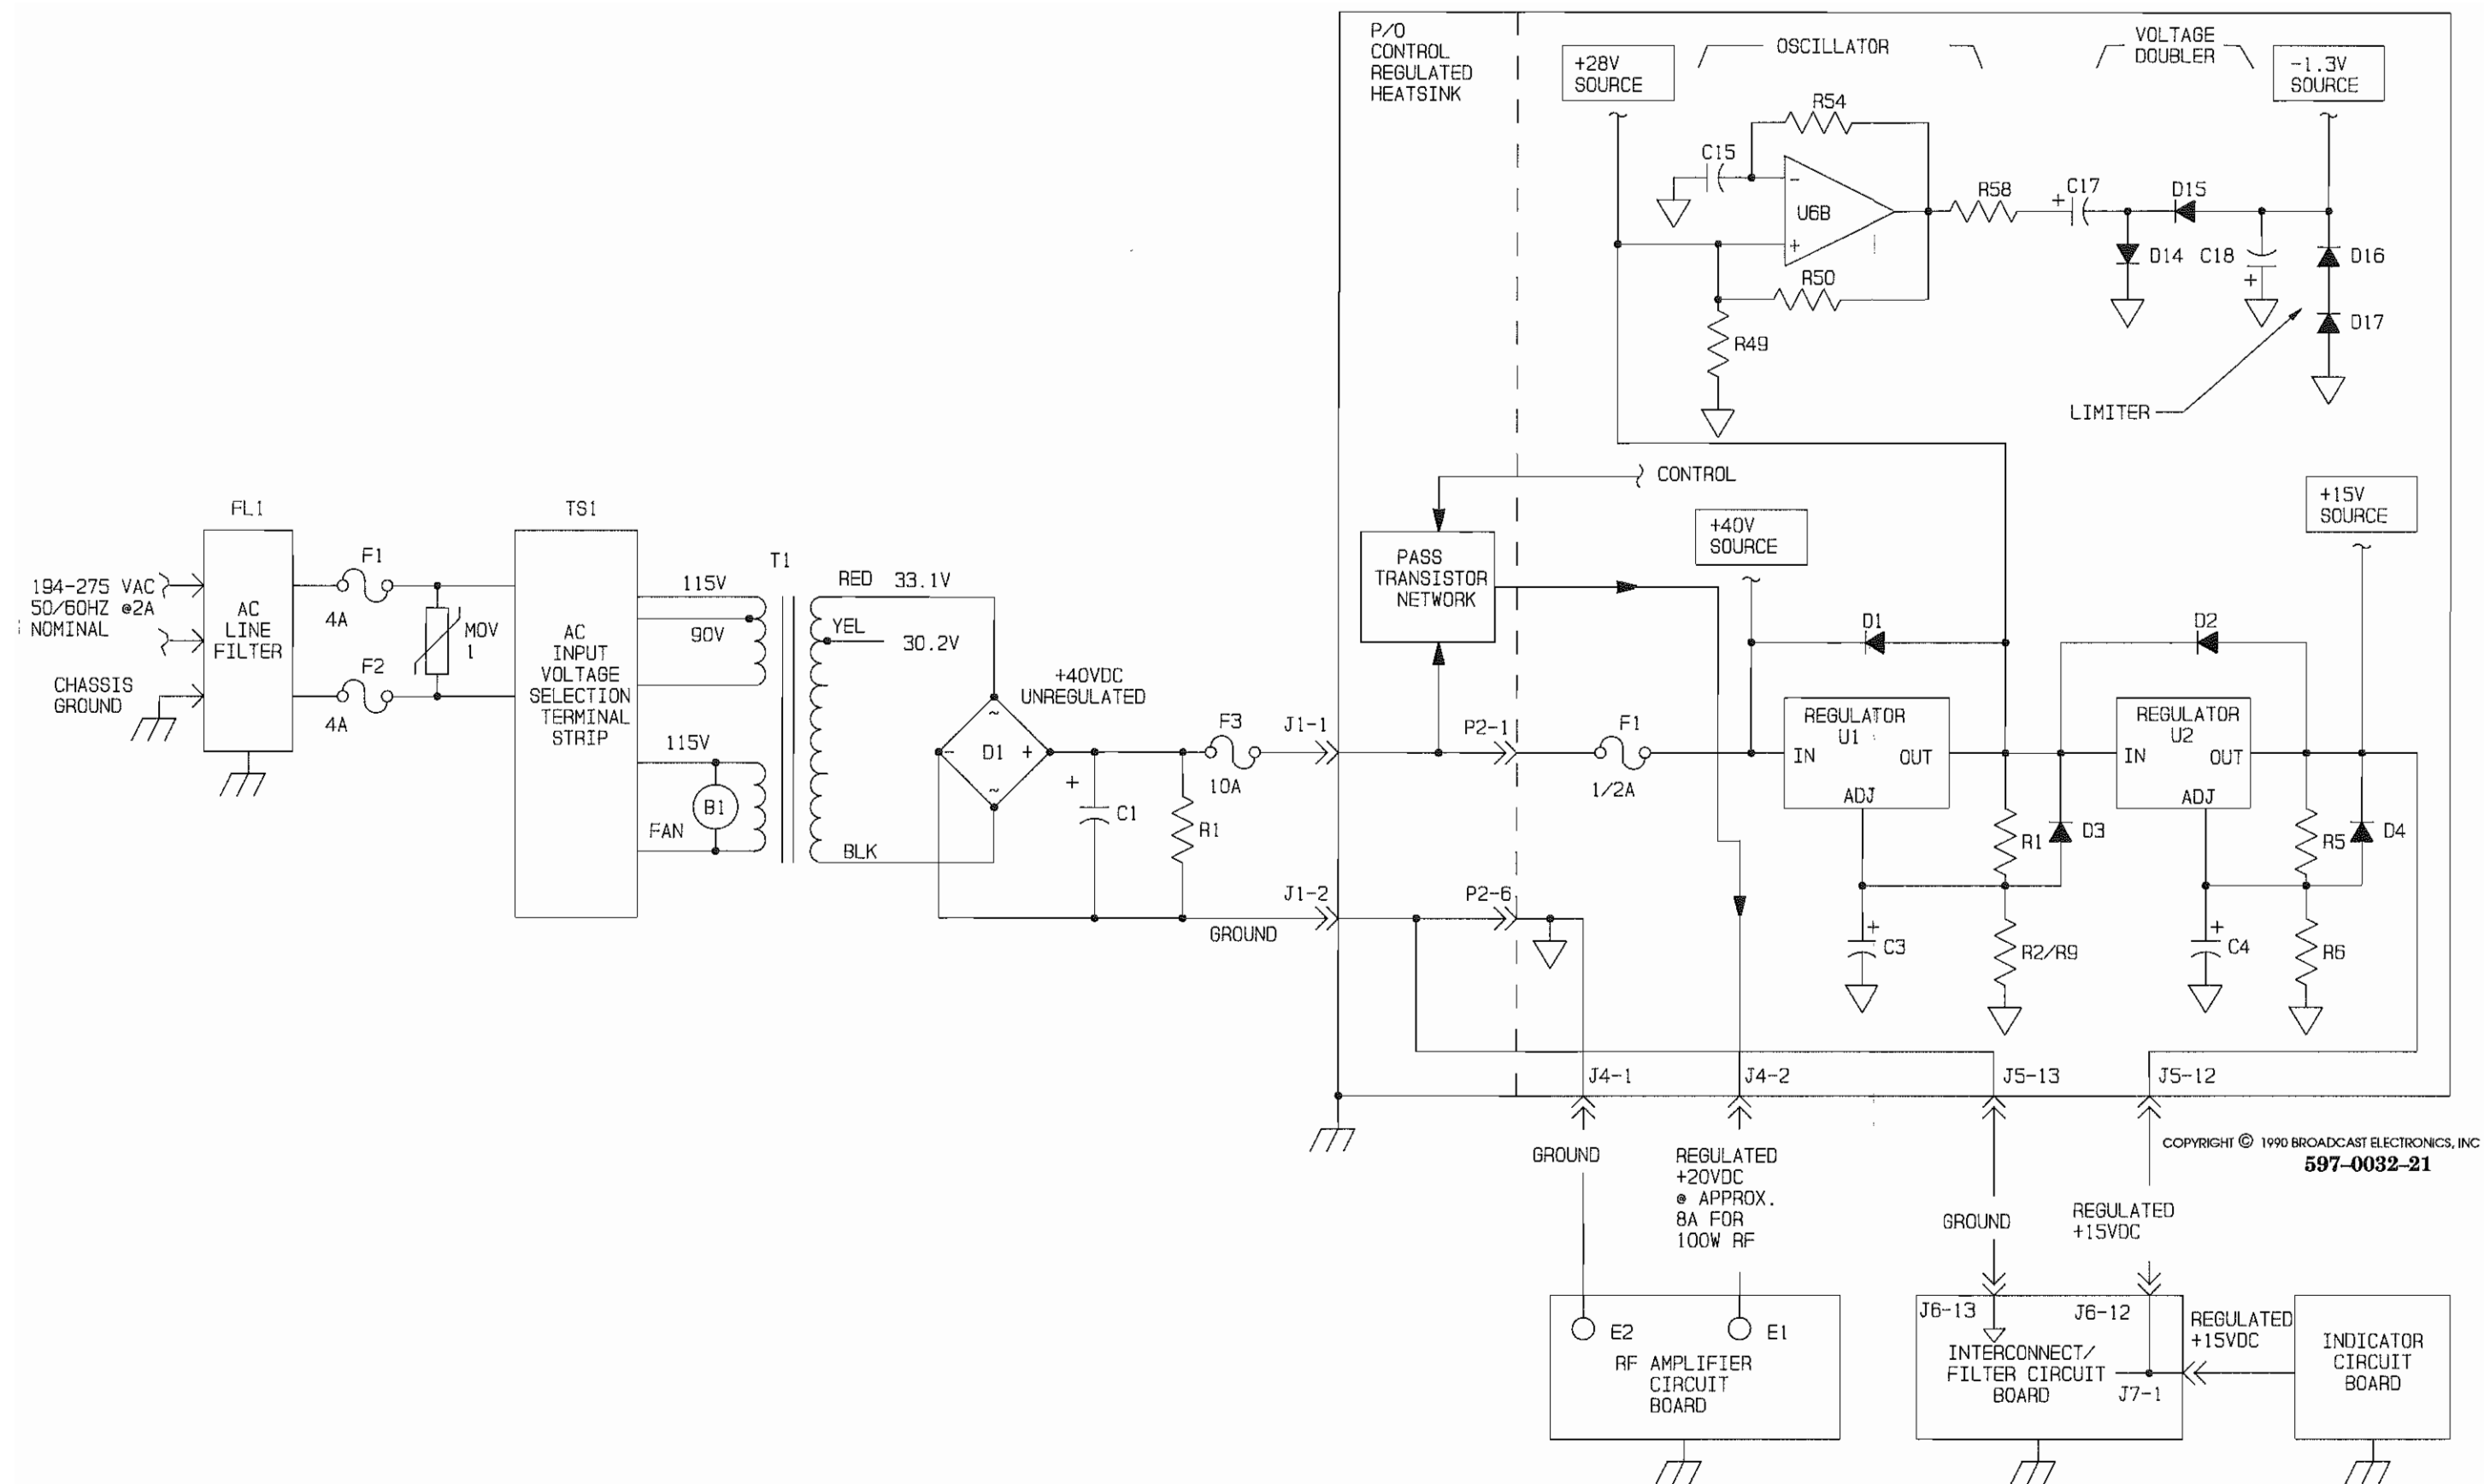 P/O
CONTROL
REGULATED
HEATSINK
+28V
SOURCE
OSCILLATOR
VOLTAGE
DOUBLER
-1.3V
SOURCE
R54
C15
-
U6B
+
R58
+
C17
D15
D14
C18
+
D16
D17
R50
R49
LIMITER
CONTROL
+40V
SOURCE
+15V
SOURCE
PASS
TRANSISTOR
NETWORK
FL1
TS1
T1
194-275 VAC
50/60HZ @2A
NOMINAL
CHASSIS
GROUND
AC
LINE
FILTER
F1
4A
F2
4A
MOV
1
AC
INPUT
VOLTAGE
SELECTION
TERMINAL
STRIP
115V
90V
115V
FAN
B1
RED 33.1V
YEL
30.2V
BLK
+40VDC
UNREGULATED
~
- D1 +
~
+
C1
R1
F3
10A
J1-1
P2-1
F1
1/2A
J1-2
GROUND
P2-6
D1
D2
REGULATOR
U1
IN
OUT
ADJ
REGULATOR
U2
IN
OUT
ADJ
R1
D3
R5
D4
+
C3
R2/R9
+
C4
R6
J4-1
J4-2
J5-13
J5-12
COPYRIGHT © 1990 BROADCAST ELECTRONICS, INC
597-0032-21
GROUND
REGULATED
+20VDC
@ APPROX.
8A FOR
100W RF
GROUND
REGULATED
+15VDC
E2
E1
RF AMPLIFIER
CIRCUIT
BOARD
J6-13
J6-12
INTERCONNECT/
FILTER CIRCUIT
BOARD
J7-1
REGULATED
+15VDC
INDICATOR
CIRCUIT
BOARD